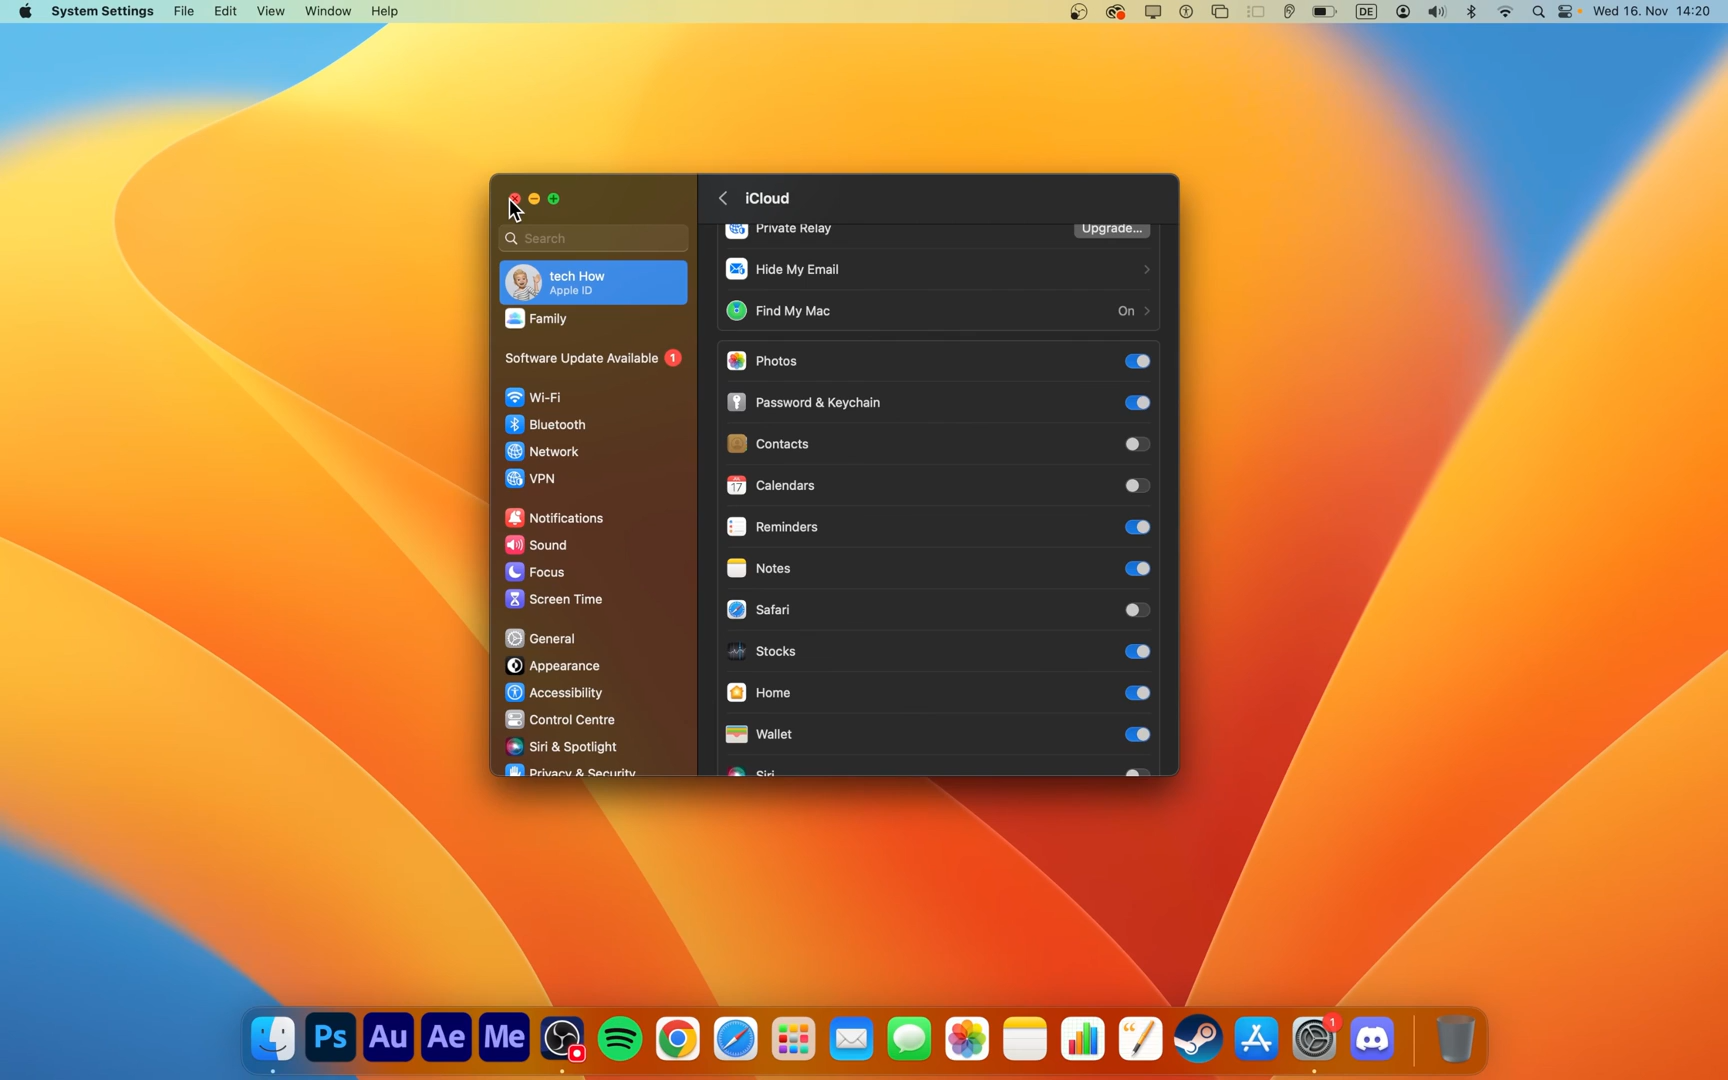 System Settings File Edit View Window Help DE Wed 16. Nov 14:20
iCloud
Search
tech How
Apple ID
Family
Software Update Available 1
Wi-Fi
Bluetooth
Network
VPN
Notifications
Sound
Focus
Screen Time
General
Appearance
Accessibility
Control Centre
Siri & Spotlight
Privacy & Security
Private Relay Upgrade...
Hide My Email
Find My Mac On
Photos
Password & Keychain
Contacts
JUL
17
Calendars
Reminders
Notes
Safari
Stocks
Home
Wallet
Siri
Ps Au Ae Me 1